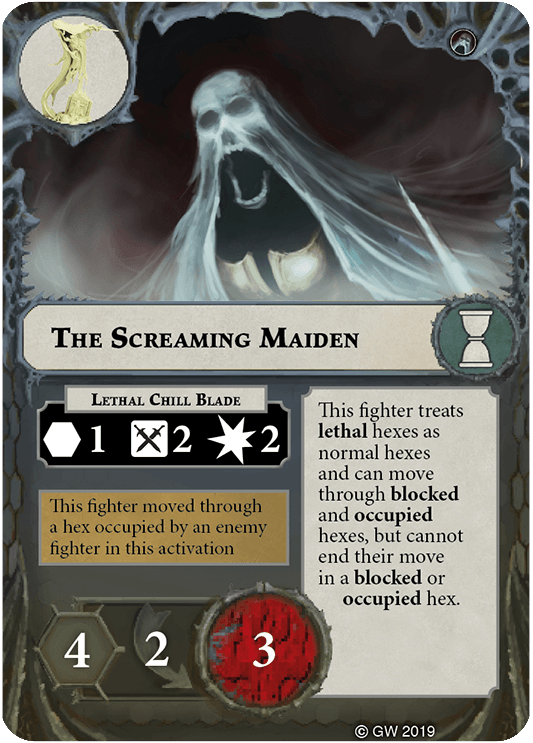 The Screaming Maiden
Lethal Chill Blade
1 2 2
This fighter moved through
a hex occupied by an enemy
fighter in this activation
This fighter treats
lethal hexes as
normal hexes
and can move
through blocked
and occupied
hexes, but cannot
end their move
in a blocked or
occupied hex.
4 2 3
© GW 2019